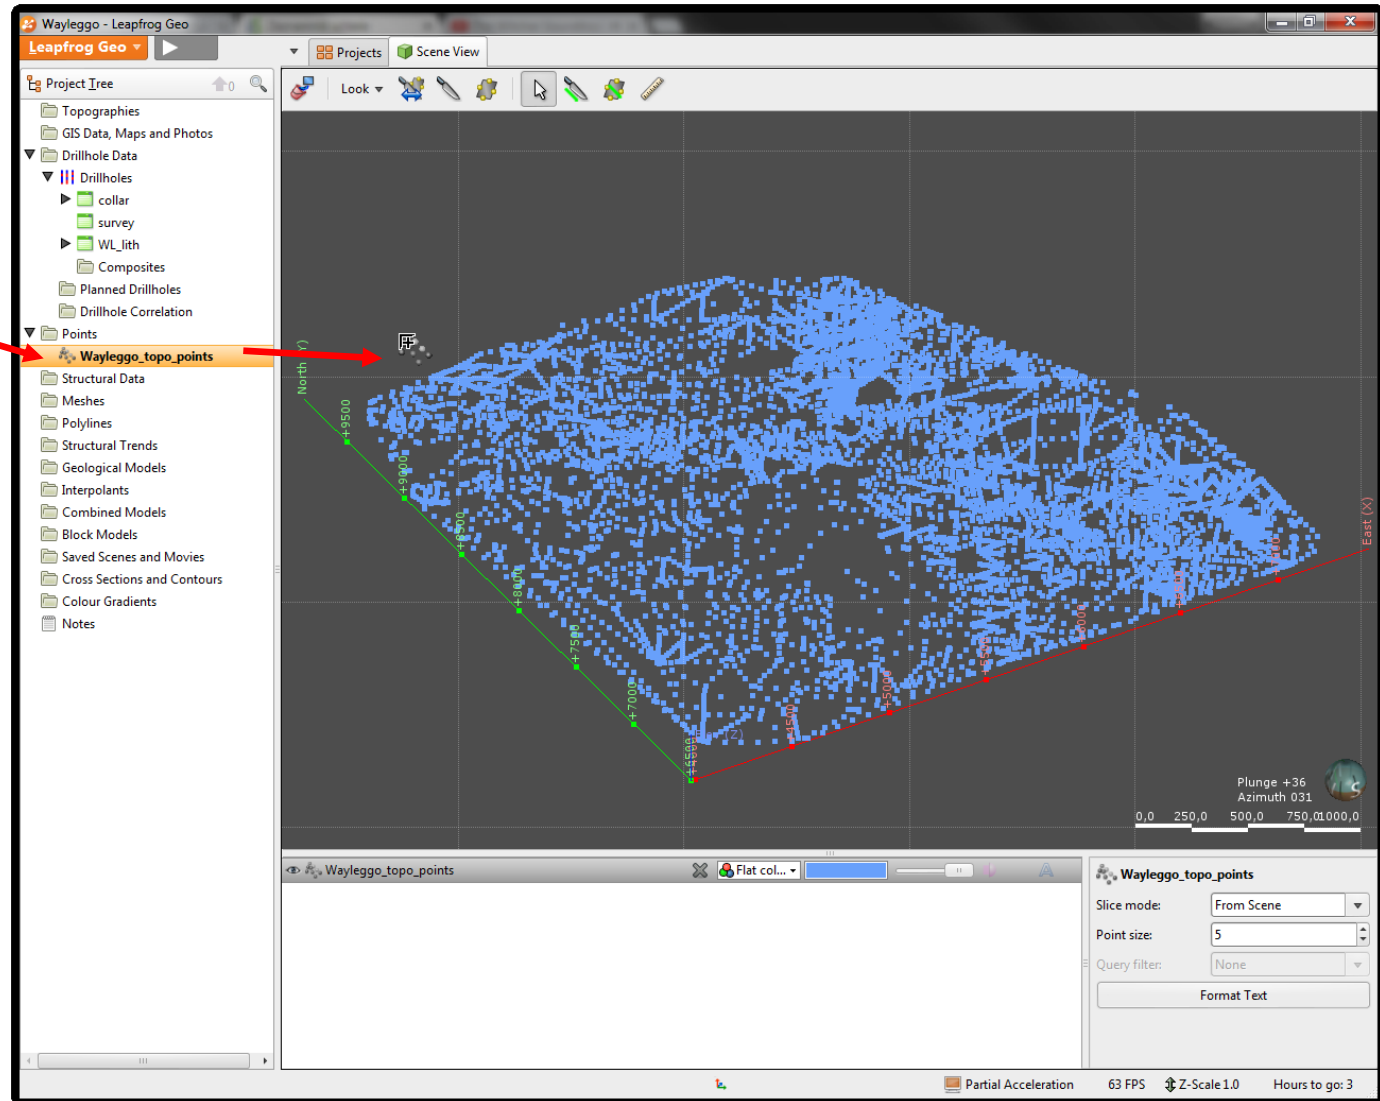 Wayleggo - Leapfrog Geo
Leapfrog Geo
Projects
Scene View
Project Tree
0
Look
Topographies
GIS Data, Maps and Photos
Drillhole Data
Drillholes
collar
survey
WL_lith
Composites
Planned Drillholes
Drillhole Correlation
Points
Wayleggo_topo_points
Structural Data
Meshes
Polylines
Structural Trends
Geological Models
Interpolants
Combined Models
Block Models
Saved Scenes and Movies
Cross Sections and Contours
Colour Gradients
Notes
North (Y)
+9500
+9000
+8500
+8000
+7500
+7000
+6500
+5000
+5500
East (X)
Plunge +36
Azimuth 031
0,0 250,0 500,0 750,0 1000,0
Wayleggo_topo_points
Flat col...
Wayleggo_topo_points
Slice mode: From Scene
Point size: 5
Query filter: None
Format Text
Partial Acceleration 63 FPS Z-Scale 1.0 Hours to go: 3